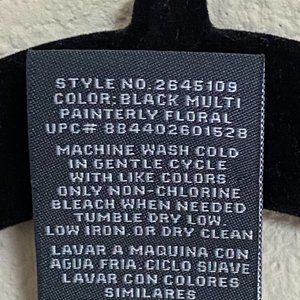 STYLE NO. 2645109
COLOR: BLACK MULTI
PAINTERLY FLORAL
UPC# 884402601528
MACHINE WASH COLD
IN GENTLE CYCLE
WITH LIKE COLORS
ONLY NON-CHLORINE
BLEACH WHEN NEEDED
TUMBLE DRY LOW
LOW IRON, OR DRY CLEAN
LAVAR A MAQUINA CON
AGUA FRIA, CICLO SUAVE
LAVAR CON COLORES
SIMILARES